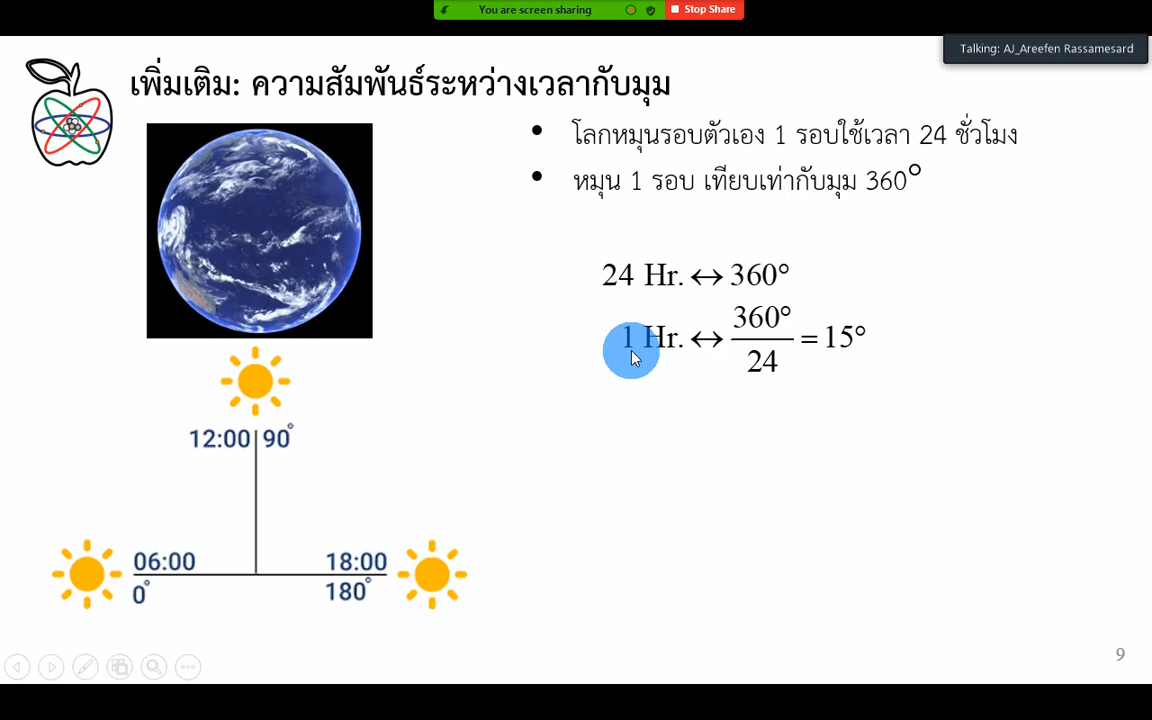 You are screen sharing
Stop Share
Talking: AJ_Areefen Rassamesard
เพิ่มเติม: ความสัมพันธ์ระหว่างเวลากับมุม
• โลกหมุนรอบตัวเอง 1 รอบใช้เวลา 24 ชั่วโมง
• หมุน 1 รอบ เทียบเท่ากับมุม 360°
24 Hr. ↔ 360°
1 Hr. ↔ 360°/24 = 15°
12:00 90°
06:00 18:00
0° 180°
9